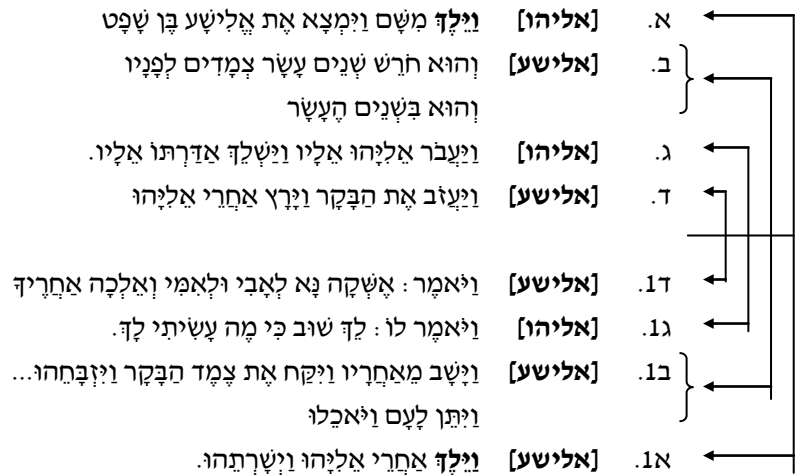 א. [אליהו] וַיֵּלֶךְ מִשָּׁם וַיִּמְצָא אֶת אֱלִישָׁע בֶּן שָׁפָט
ב. [אלישע] וְהוּא חֹרֵשׁ שְׁנֵים עָשָׂר צְמָדִים לְפָנָיו
וְהוּא בִּשְׁנֵים הֶעָשָׂר
ג. [אליהו] וַיַּעֲבֹר אֵלִיָּהוּ אֵלָיו וַיַּשְׁלֵךְ אַדַּרְתּוֹ אֵלָיו.
ד. [אלישע] וַיַּעֲזֹב אֶת הַבָּקָר וַיָּרָץ אַחֲרֵי אֵלִיָּהוּ
ד1. [אלישע] וַיֹּאמֶר: אֶשְּׁקָה נָּא לְאָבִי וּלְאִמִּי וְאֵלְכָה אַחֲרֶיךָ
ג1. [אליהו] וַיֹּאמֶר לוֹ: לֵךְ שׁוּב כִּי מֶה עָשִׂיתִי לָךְ.
ב1. [אלישע] וַיָּשָׁב מֵאַחֲרָיו וַיִּקַּח אֶת צֶמֶד הַבָּקָר וַיִּזְבָּחֵהוּ...
וַיִּתֵּן לָעָם וַיֹּאכֵלוּ
א1. [אלישע] וַיֵּלֶךְ אַחֲרֵי אֵלִיָּהוּ וַיְשָׁרְתֵהוּ.